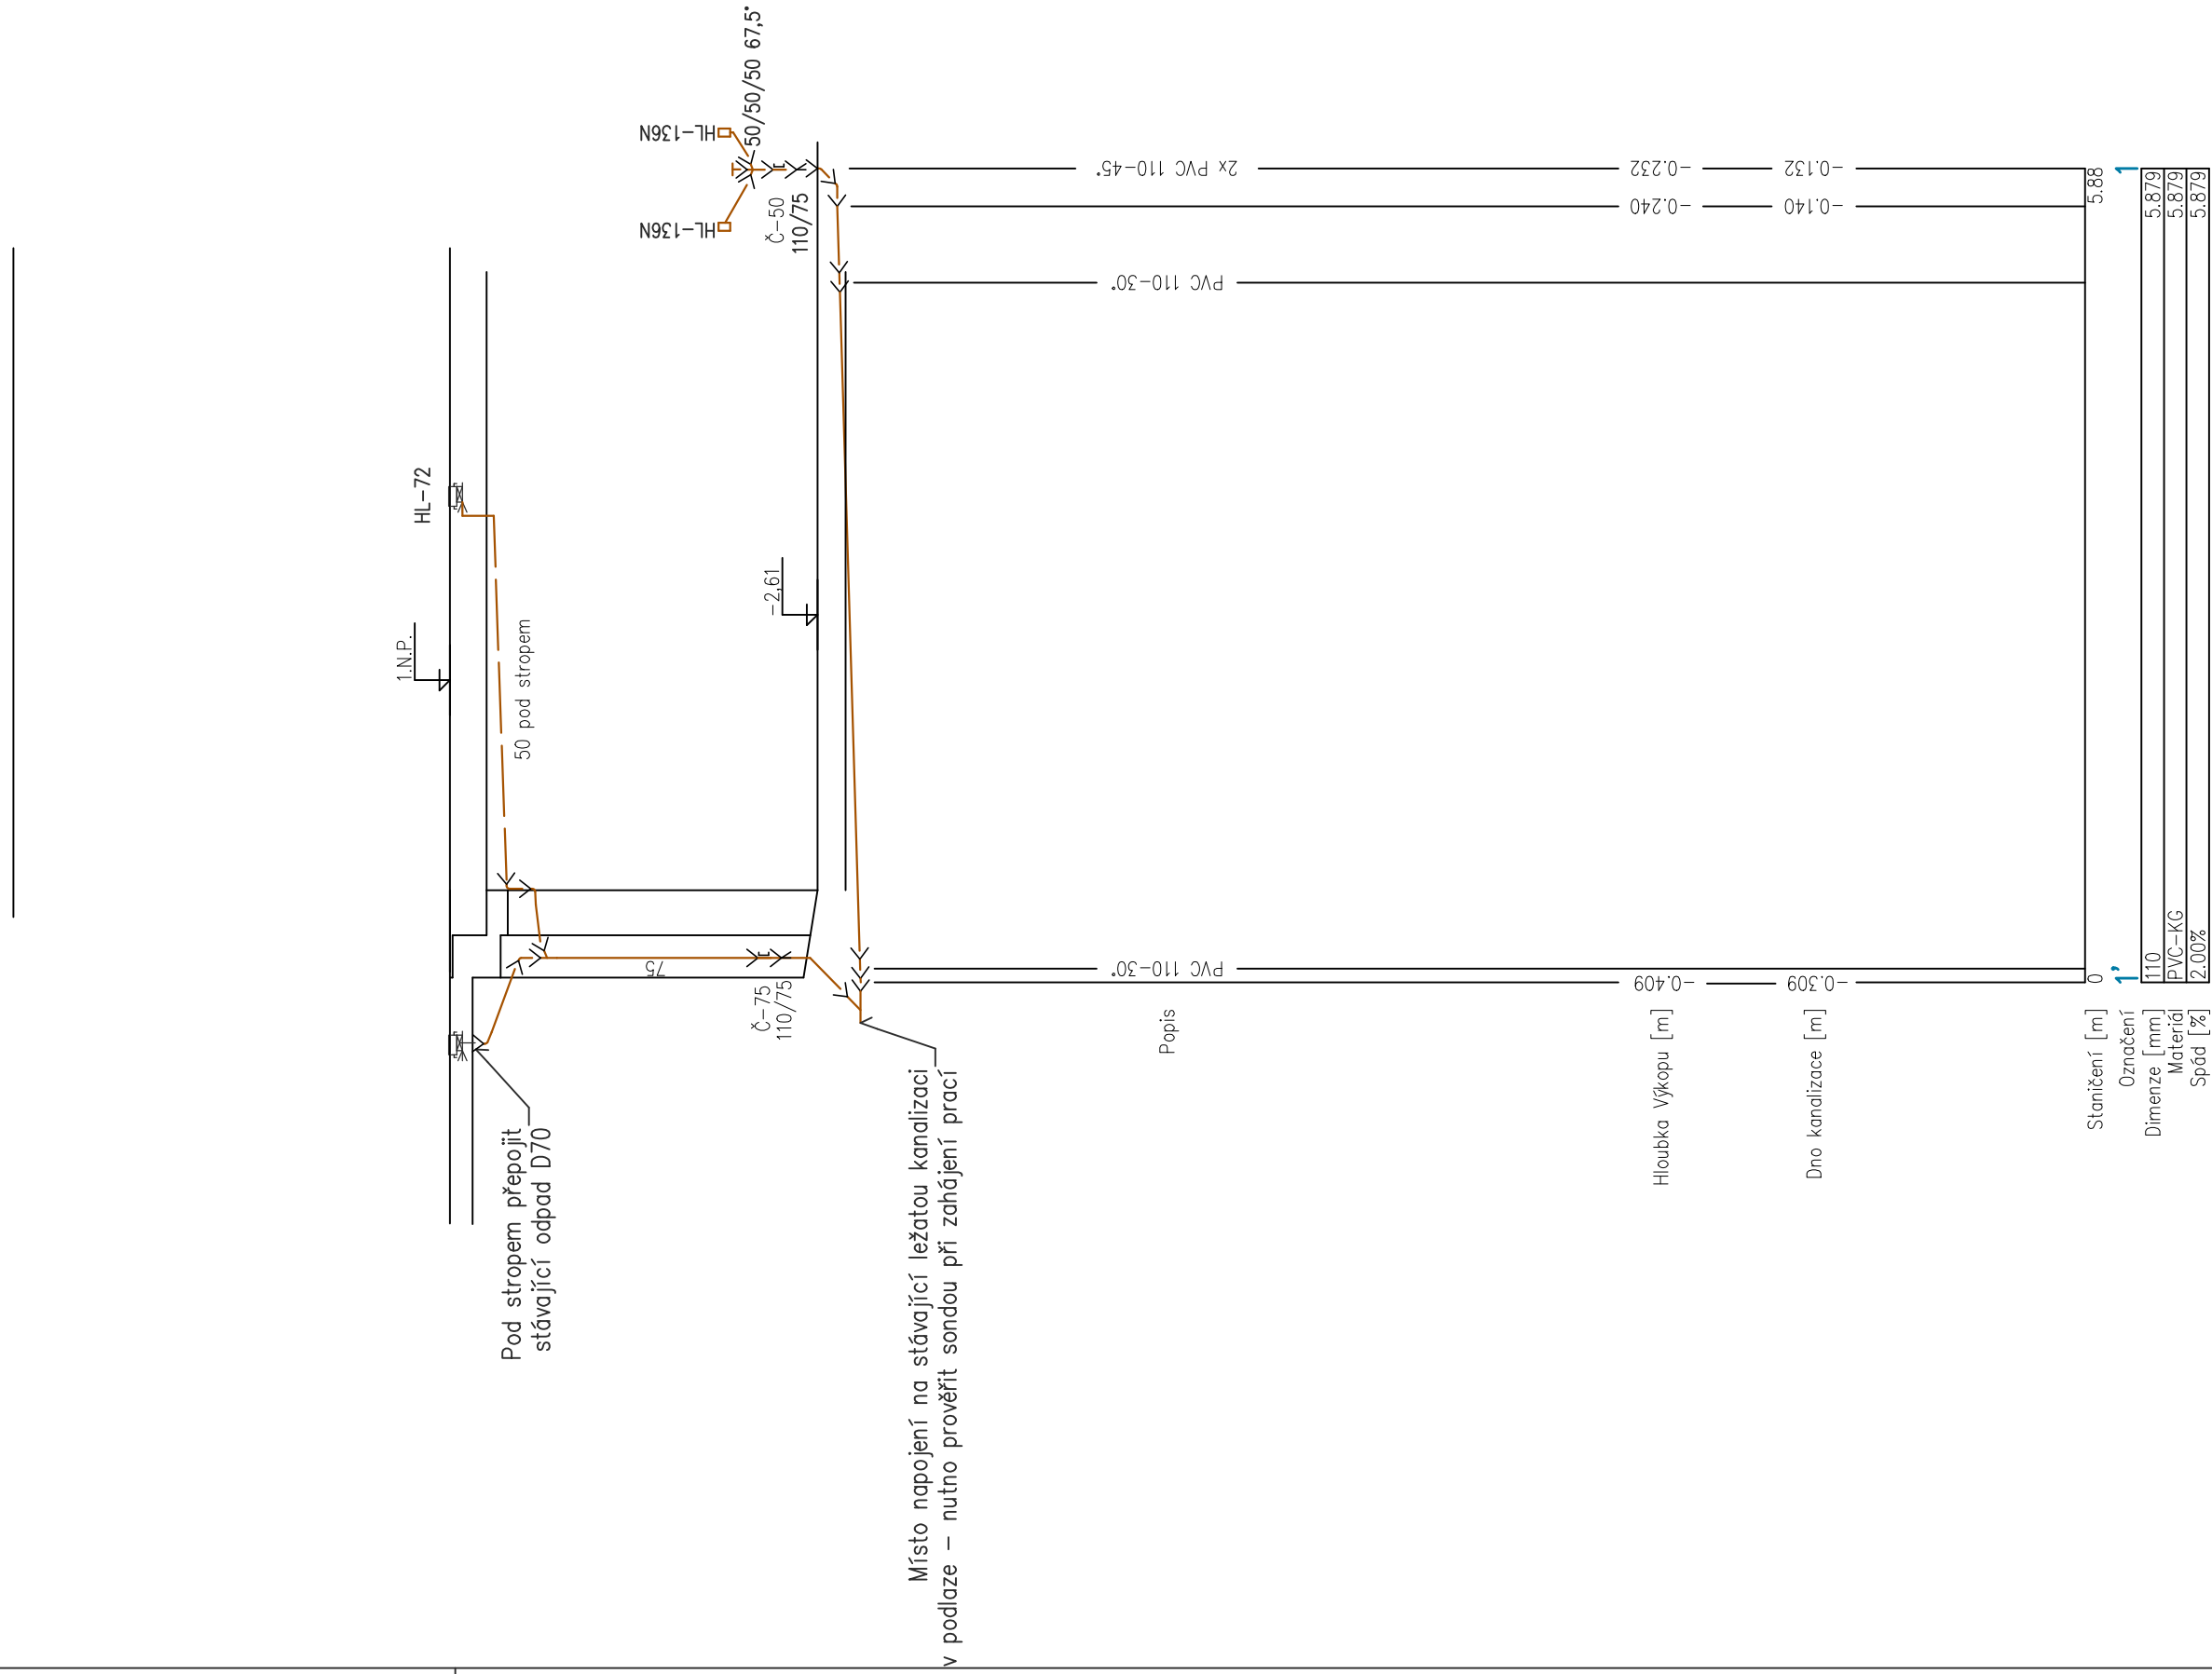 HL-72
1.N.P.
50 pod stropem
-2,61
HL-136N
HL-136N
50/50/50 67,5°
Č-50
110/75
75
Č-75
110/75
Pod stropem přepojit
stávající odpad D70
Místo napojení na stávající ležatou kanalizaci
v podlaze - nutno prověřit sondou při zahájení prací
Popis
PVC 110-30°
PVC 110-30°
2x PVC 110-45°
Hloubka Výkopu [m]
-0.409
-0.240
-0.232
Dno kanalizace [m]
-0.309
-0.140
-0.132
Staničení [m] 0 5.88
Označení 1' 1
Dimenze [mm] 110 5.879
Materiál PVC-KG 5.879
Spád [%] 2.00% 5.879